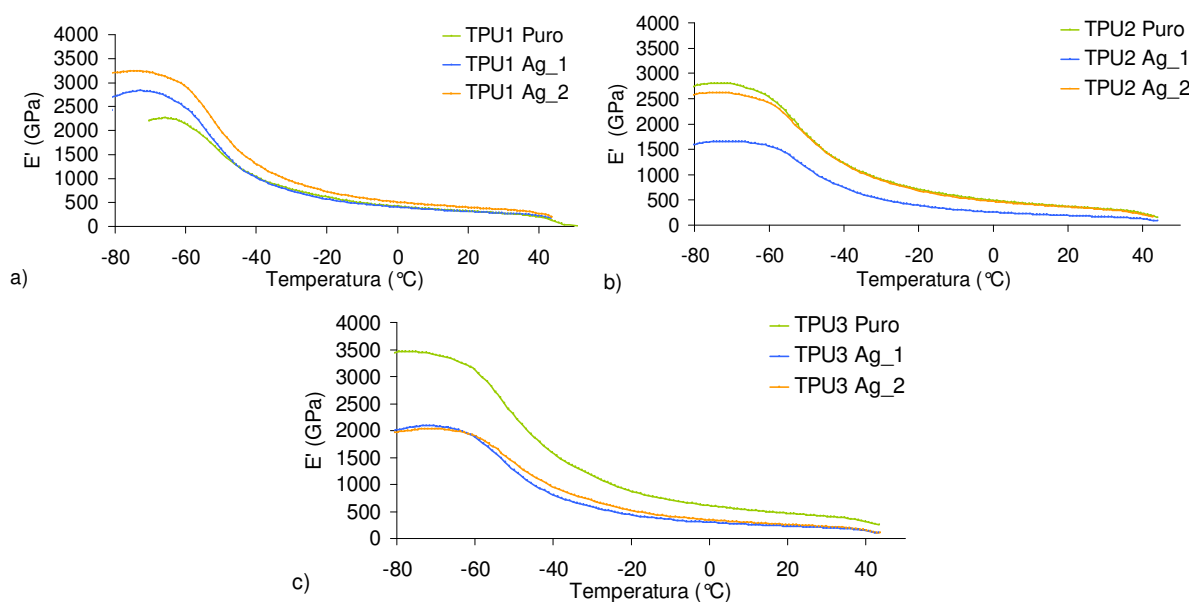 4000
3500
3000
2500
2000
1500
1000
500
0
E' (GPa)
-80 -60 -40 -20 0 20 40
Temperatura (°C)
TPU1 Puro
TPU1 Ag_1
TPU1 Ag_2
a)
4000
3500
3000
2500
2000
1500
1000
500
0
E' (GPa)
-80 -60 -40 -20 0 20 40
Temperatura (°C)
TPU2 Puro
TPU2 Ag_1
TPU2 Ag_2
b)
4000
3500
3000
2500
2000
1500
1000
500
0
E' (GPa)
-80 -60 -40 -20 0 20 40
Temperatura (°C)
TPU3 Puro
TPU3 Ag_1
TPU3 Ag_2
c)